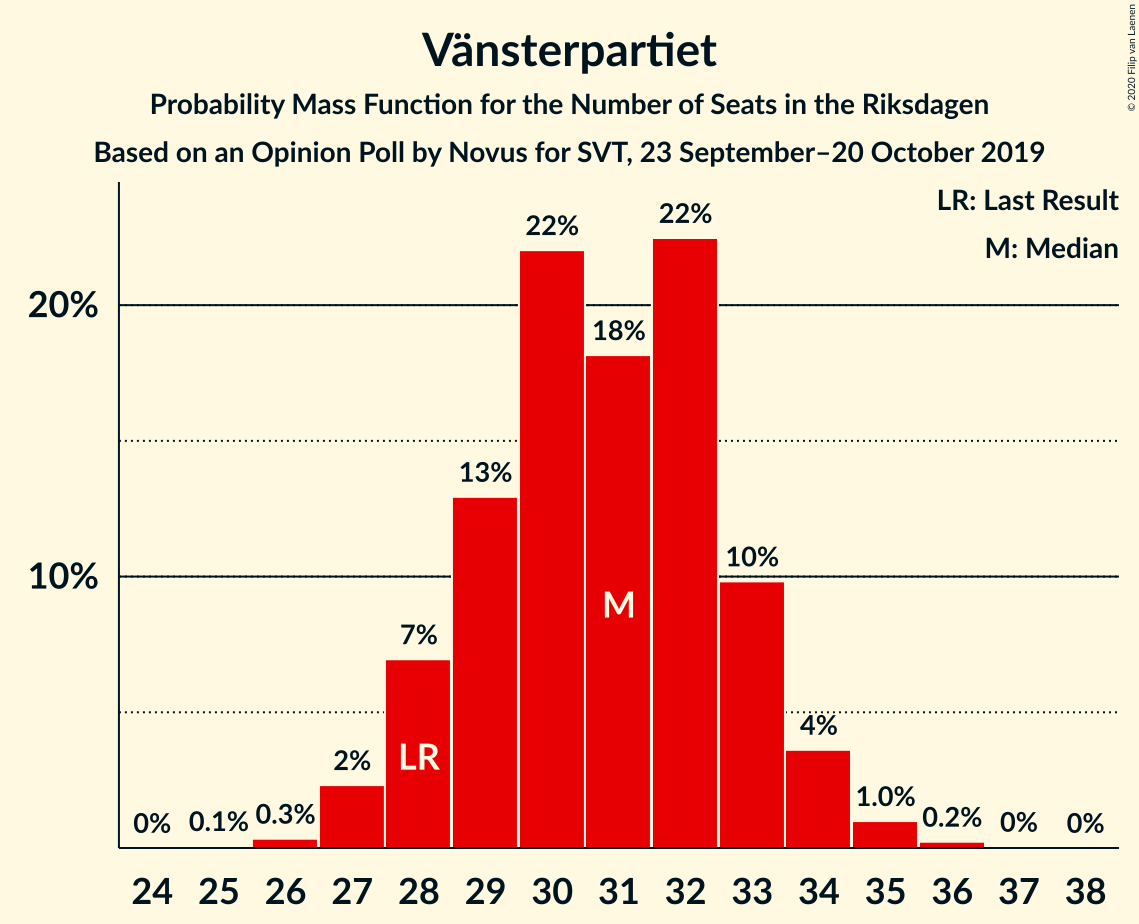 Vänsterpartiet
Probability Mass Function for the Number of Seats in the Riksdagen
Based on an Opinion Poll by Novus for SVT, 23 September–20 October 2019
© 2020 Filip van Laenen
LR: Last Result
M: Median
20%
10%
0% 0.1% 0.3% 2% 7% 13% 22% 18% 22% 10% 4% 1.0% 0.2% 0% 0%
LR M
24 25 26 27 28 29 30 31 32 33 34 35 36 37 38